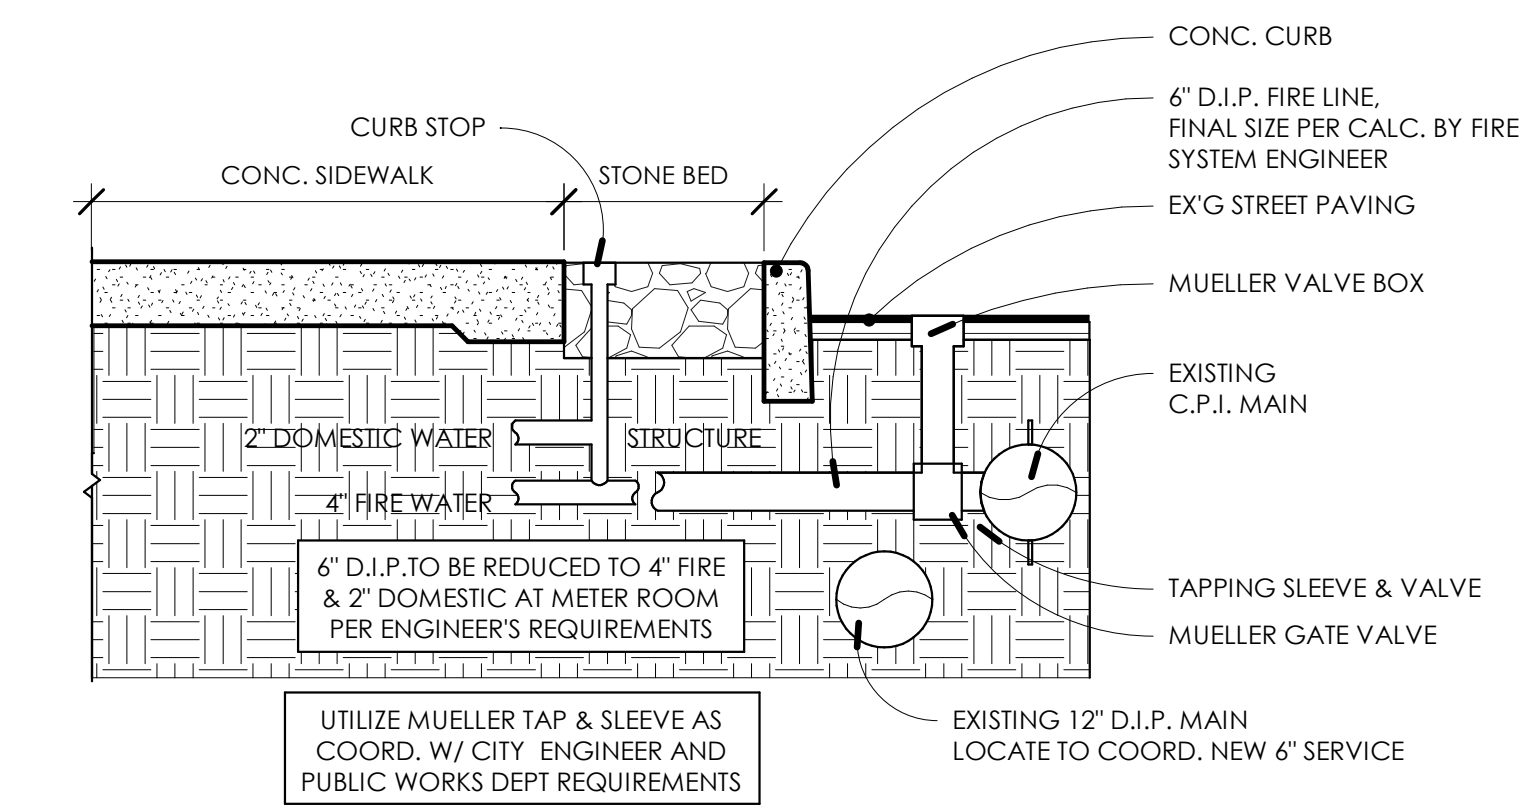 CONC. CURB
6" D.I.P. FIRE LINE,
FINAL SIZE PER CALC. BY FIRE
SYSTEM ENGINEER
CURB STOP
CONC. SIDEWALK
STONE BED
EX'G STREET PAVING
MUELLER VALVE BOX
EXISTING
C.P.I. MAIN
2" DOMESTIC WATER
STRUCTURE
4" FIRE WATER
6" D.I.P.TO BE REDUCED TO 4" FIRE
& 2" DOMESTIC AT METER ROOM
PER ENGINEER'S REQUIREMENTS
TAPPING SLEEVE & VALVE
MUELLER GATE VALVE
UTILIZE MUELLER TAP & SLEEVE AS
COORD. W/ CITY ENGINEER AND
PUBLIC WORKS DEPT REQUIREMENTS
EXISTING 12" D.I.P. MAIN
LOCATE TO COORD. NEW 6" SERVICE